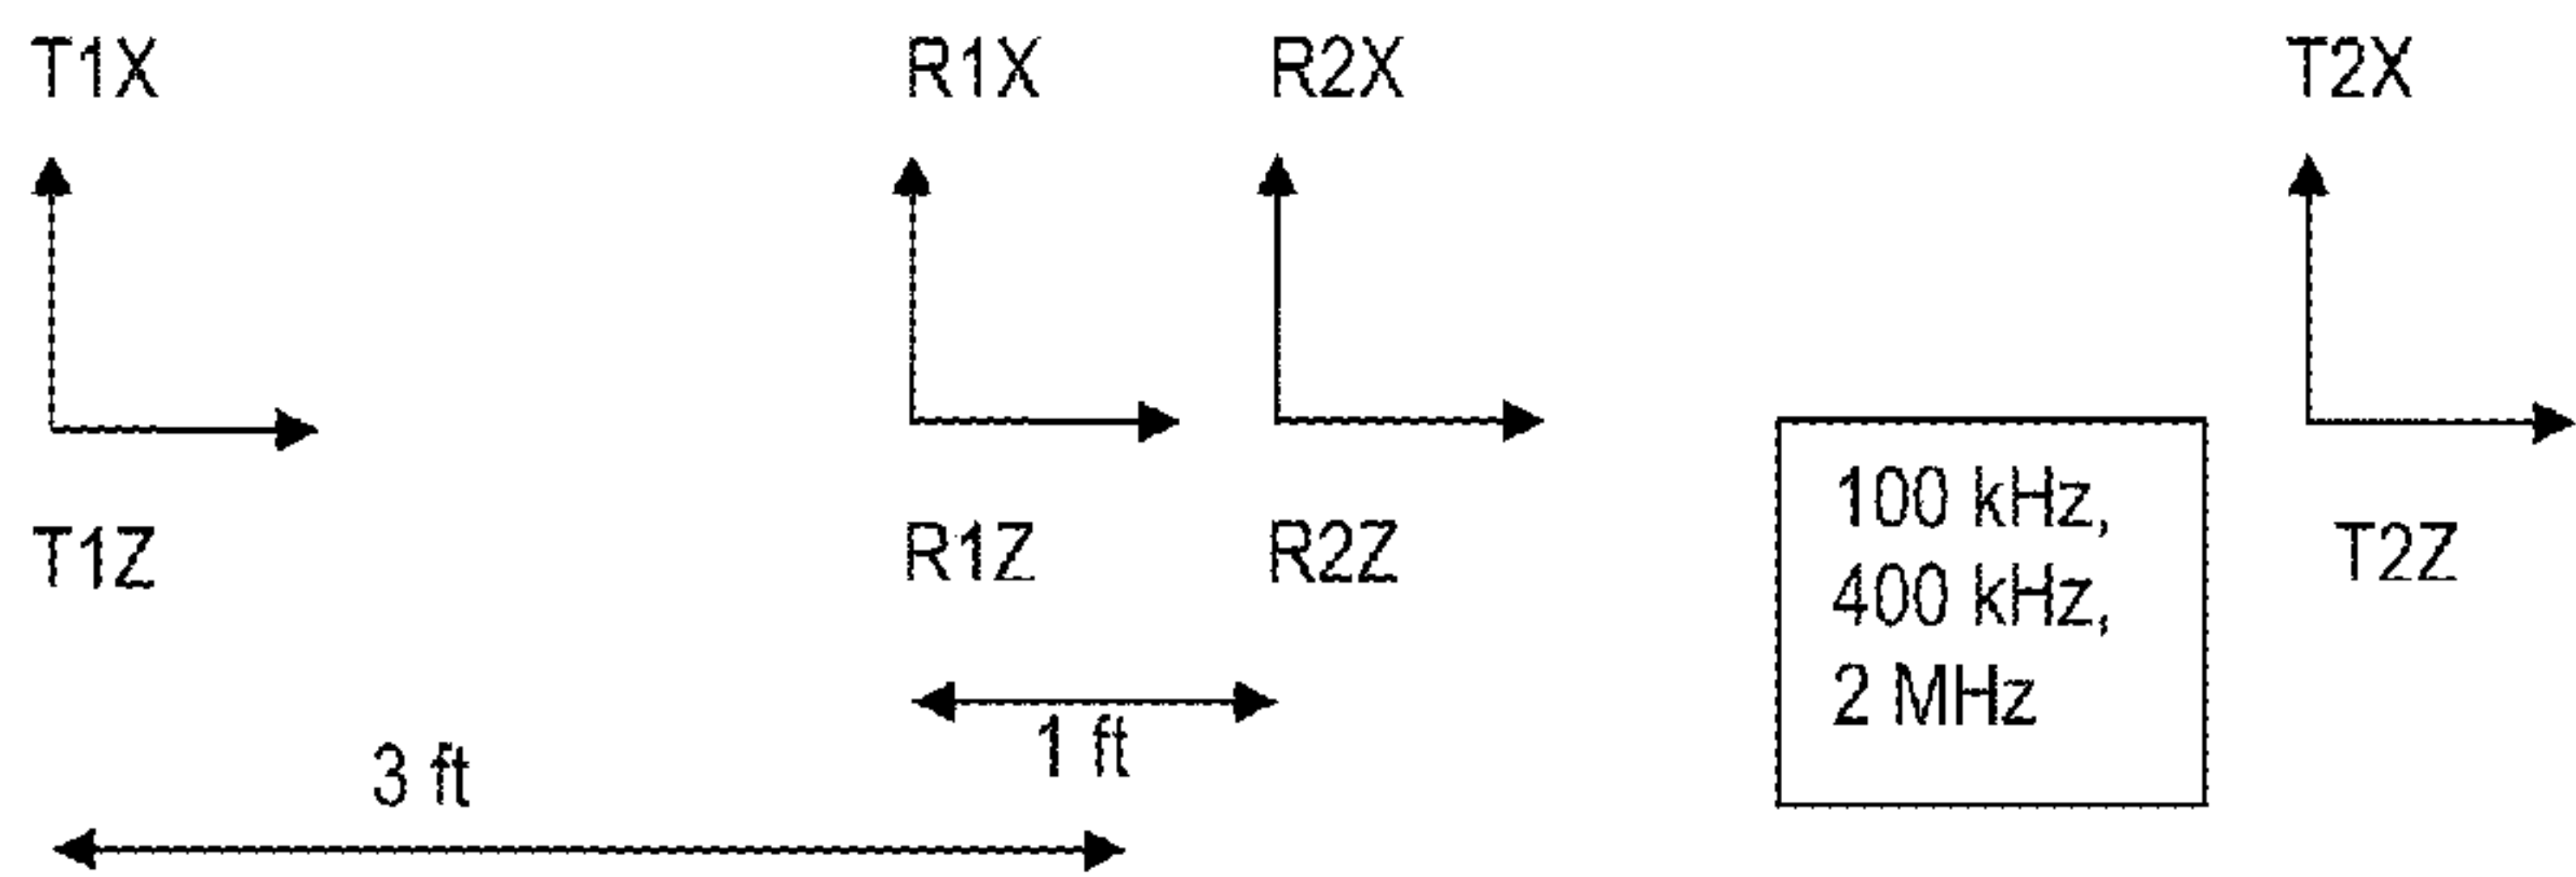 T1X
R1X
R2X
T2X
T1Z
R1Z
R2Z
T2Z
100 kHz,
400 kHz,
2 MHz
1 ft
3 ft